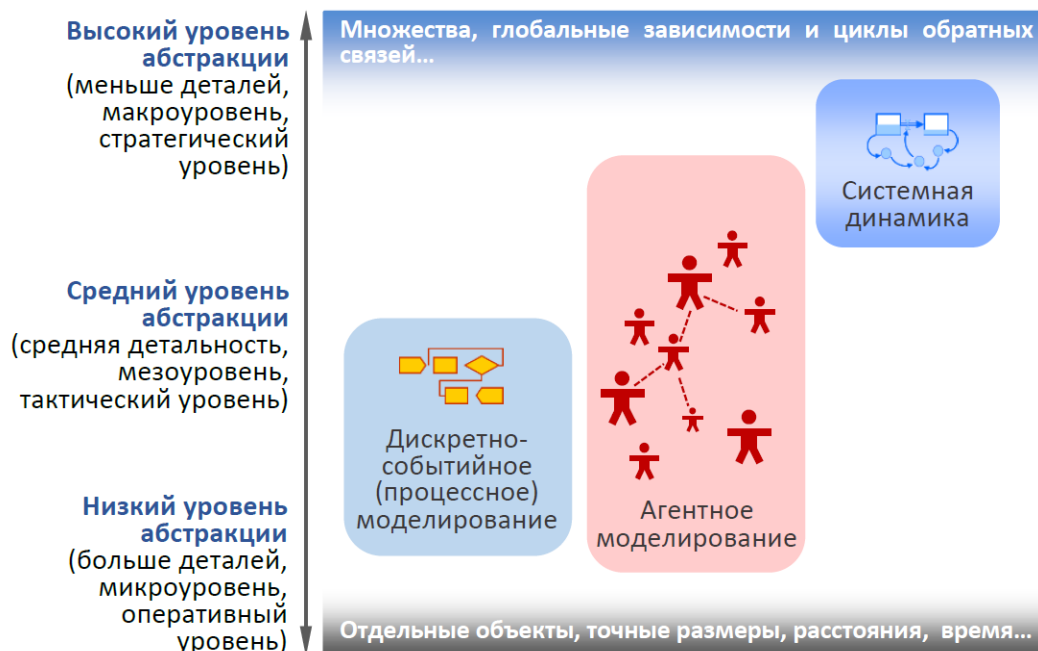 Высокий уровень
абстракции
(меньше деталей,
макроуровень,
стратегический
уровень)
Множества, глобальные зависимости и циклы обратных
связей...
Системная
динамика
Средний уровень
абстракции
(средняя детальность,
мезоуровень,
тактический уровень)
Дискретно-
событийное
(процессное)
моделирование
Агентное
моделирование
Низкий уровень
абстракции
(больше деталей,
микроуровень,
оперативный
уровень)
Отдельные объекты, точные размеры, расстояния, время...